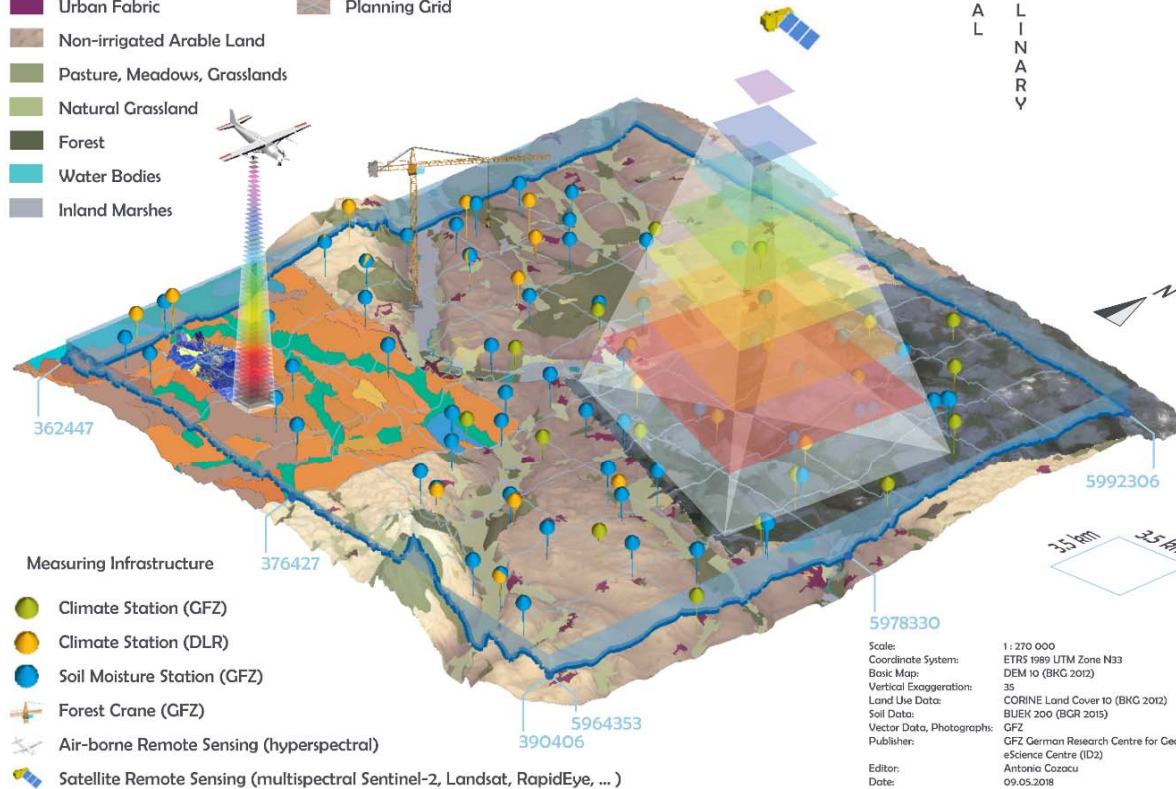 Urban Fabric
Planning Grid
Non-irrigated Arable Land
Pasture, Meadows, Grasslands
Natural Grassland
Forest
Water Bodies
Inland Marshes
A
L
L
I
N
A
R
Y
N
362447
376427
390406
5964353
5978330
5992306
3.5 km
3.5
Measuring Infrastructure
Climate Station (GFZ)
Climate Station (DLR)
Soil Moisture Station (GFZ)
Forest Crane (GFZ)
Air-borne Remote Sensing (hyperspectral)
Satellite Remote Sensing (multispectral Sentinel-2, Landsat, RapidEye, ... )
Scale: 1 : 270 000
Coordinate System: ETRS 1989 UTM Zone N33
Basic Map: DEM 10 (BKG 2012)
Vertical Exaggeration: 35
Land Use Data: CORINE Land Cover 10 (BKG 2012)
Soil Data: BUEK 200 (BGR 2015)
Vector Data, Photographs: GFZ
Publisher: GFZ German Research Centre for Geo
eScience Centre (ID2)
Editor: Antonia Cozacu
Date: 09.05.2018